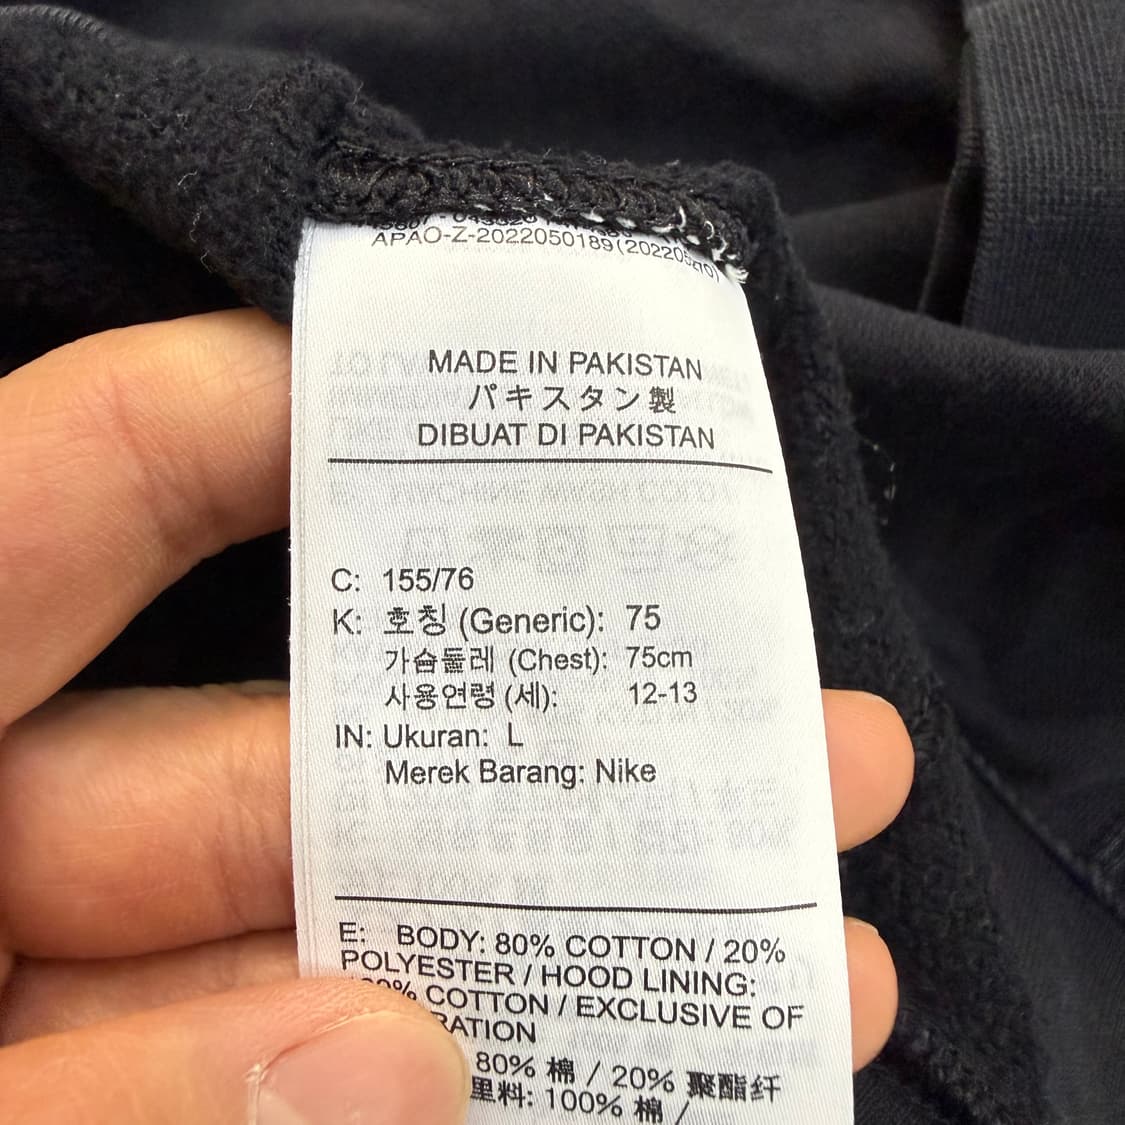 APAO-Z-2022050189(20220520)
MADE IN PAKISTAN
パキスタン製
DIBUAT DI PAKISTAN
C: 155/76
K: 호칭 (Generic): 75
가슴둘레 (Chest): 75cm
사용연령 (세): 12-13
IN: Ukuran: L
Merek Barang: Nike
E: BODY: 80% COTTON / 20%
POLYESTER / HOOD LINING:
COTTON / EXCLUSIVE OF
80% 棉 / 20% 聚酯纤
里料: 100% 棉 /